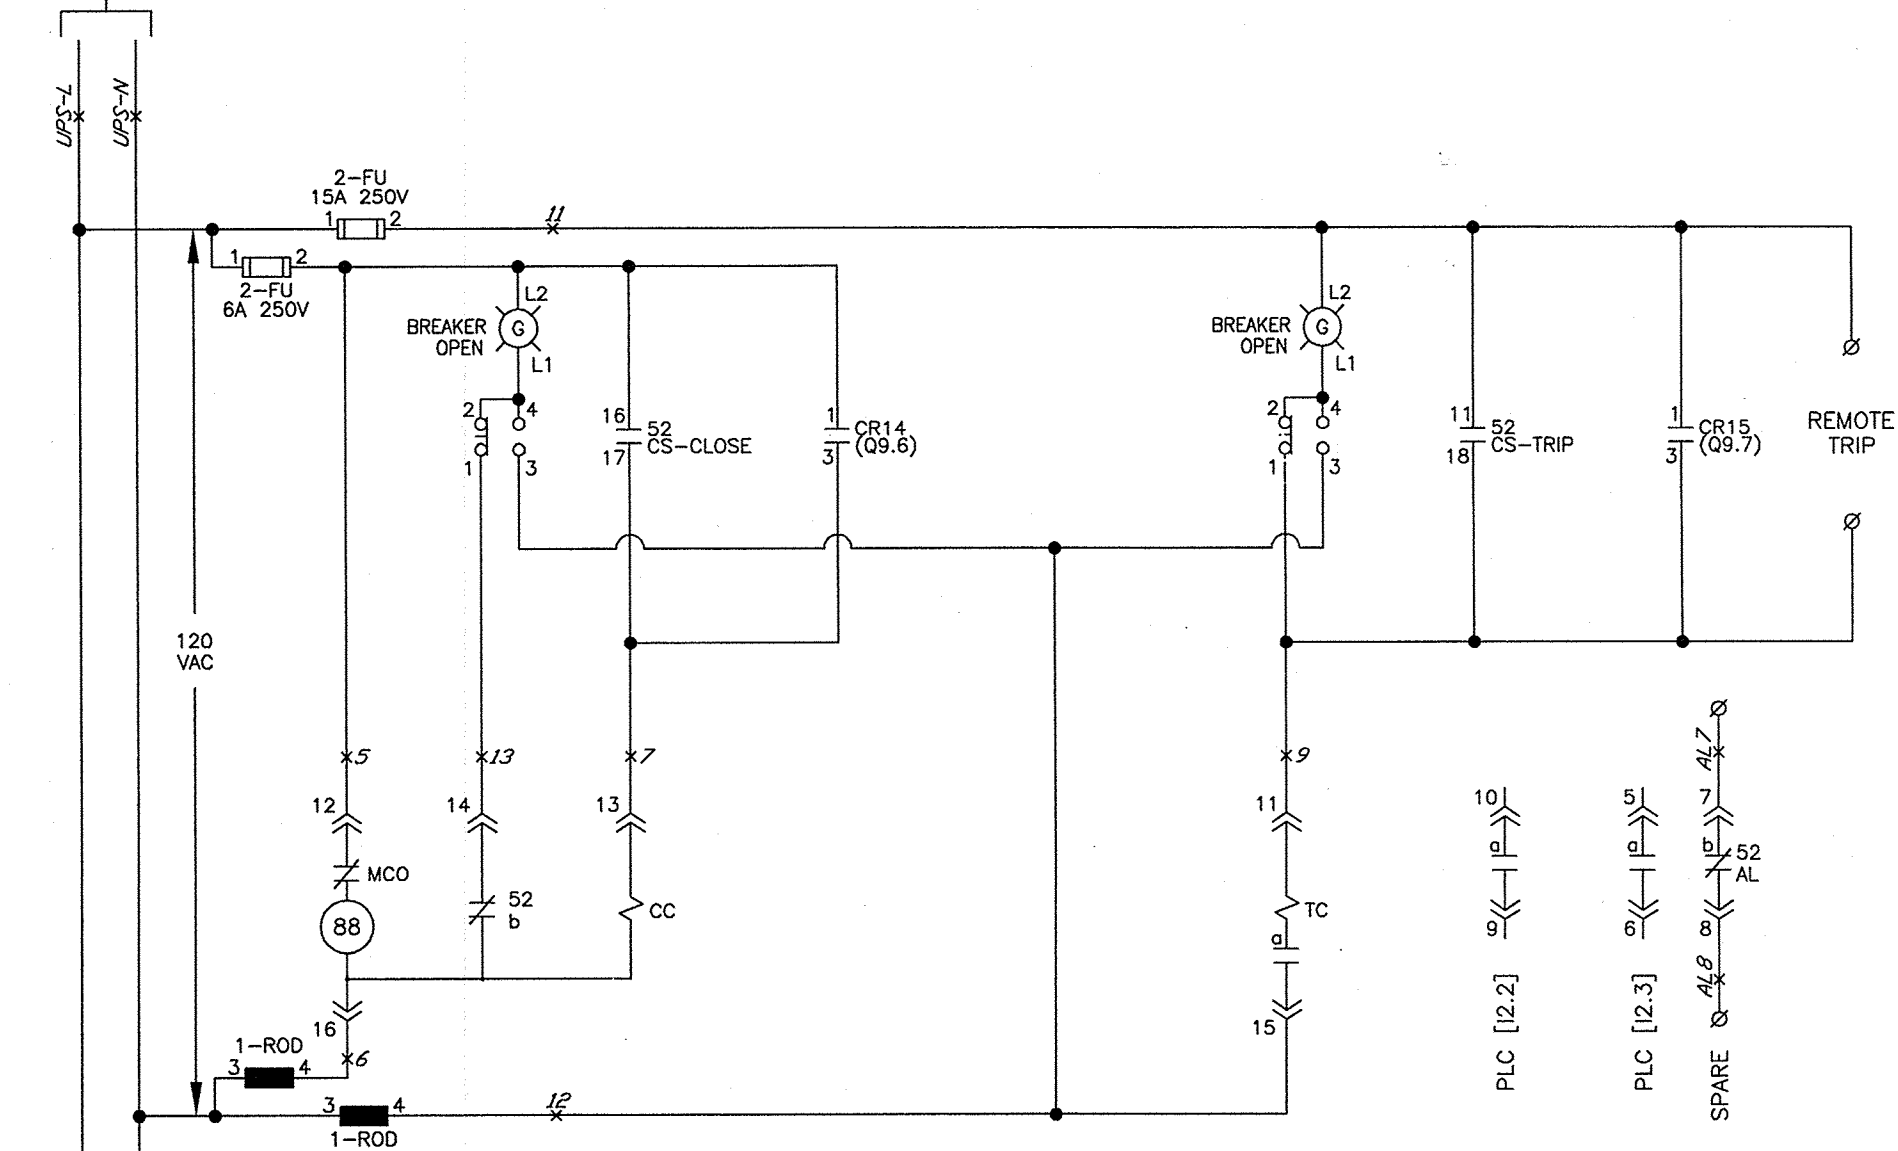 UPS-L
UPS-N
2-FU
15A 250V
1
2
11
1
2
2-FU
6A 250V
L2
BREAKER
OPEN
G
L1
2
4
1
3
16
52
CS-CLOSE
17
1
CR14
(Q9.6)
3
L2
BREAKER
OPEN
G
L1
2
4
1
3
11
52
CS-TRIP
18
1
CR15
(Q9.7)
3
REMOTE
TRIP
120
VAC
5
13
7
9
12
14
13
11
MCO
88
52
b
CC
TC
a
15
16
6
1-ROD
3
4
3
4
1-ROD
12
10
a
9
PLC [I2.2]
5
a
6
PLC [I2.3]
AL7
7
b
52
AL
8
AL8
SPARE